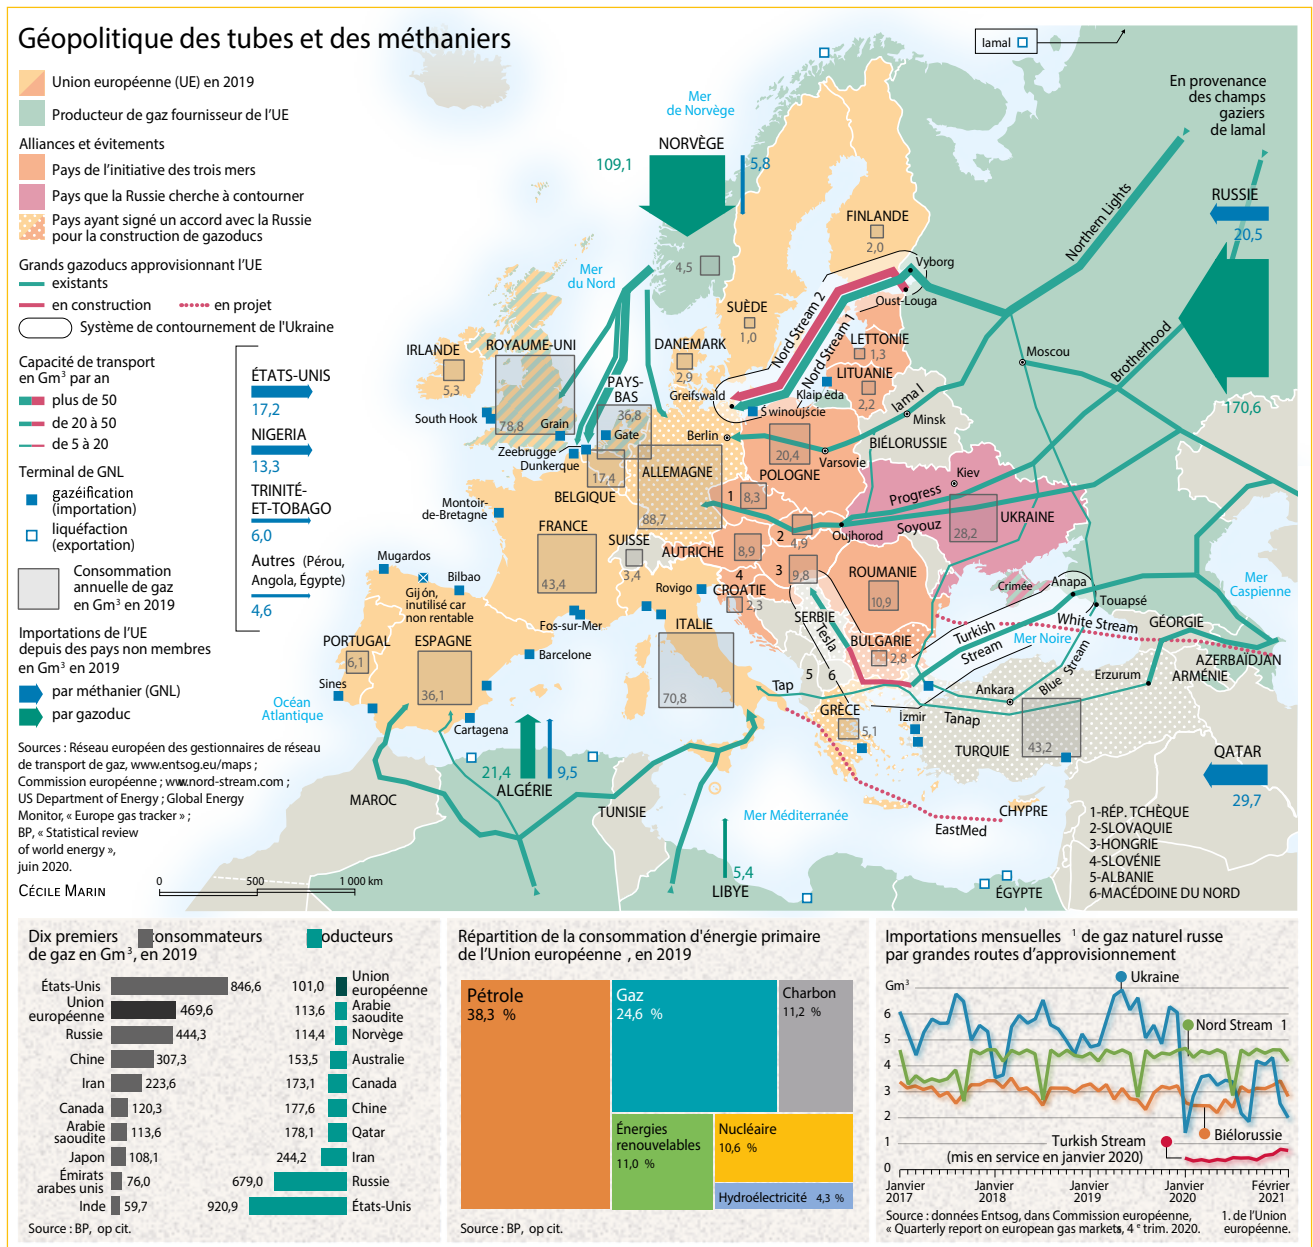 Géopolitique des tubes et des méthaniers
Union européenne (UE) en 2019
Producteur de gaz fournisseur de l'UE
Alliances et évitements
Pays de l'initiative des trois mers
Pays que la Russie cherche à contourner
Pays ayant signé un accord avec la Russie
pour la construction de gazoducs
Grands gazoducs approvisionnant l'UE
existants
en construction
en projet
Système de contournement de l'Ukraine
Capacité de transport
en Gm³ par an
plus de 50
de 20 à 50
de 5 à 20
Terminal de GNL
gazéification
(importation)
liquéfaction
(exportation)
Consommation
annuelle de gaz
en Gm³ en 2019
Importations de l'UE
depuis des pays non membres
en Gm³ en 2019
par méthanier (GNL)
par gazoduc
Sources : Réseau européen des gestionnaires de réseau
de transport de gaz, www.entsog.eu/maps ;
Commission européenne ; www.nord-stream.com ;
US Department of Energy ; Global Energy
Monitor, « Europe gas tracker » ;
BP, « Statistical review
of world energy »,
juin 2020.
CÉCILE MARIN
0 500 1 000 km
ÉTATS-UNIS
17,2
NIGERIA
13,3
TRINITÉ-
ET-TOBAGO
6,0
Autres (Pérou,
Angola, Égypte)
4,6
Iamal
En provenance
des champs
gaziers
de Iamal
RUSSIE
20,5
170,6
QATAR
29,7
Mer
de Norvège
NORVÈGE
109,1
5,8
4,5
Mer
du Nord
FINLANDE
2,0
SUÈDE
1,0
Vyborg
Oust-Louga
Northern Lights
Brotherhood
Nord Stream 2
Nord Stream 1
LETTONIE
1,3
LITUANIE
2,2
Klaipėda
Moscou
Iamal I
Minsk
BIÉLORUSSIE
IRLANDE
5,3
ROYAUME-UNI
78,8
South Hook
Grain
DANEMARK
2,9
Greifswald
PAYS-
BAS
36,8
Gate
Zeebrugge
Dunkerque
17,4
BELGIQUE
Berlin
ALLEMAGNE
88,7
Świnoujście
20,4
POLOGNE
Varsovie
Kiev
Progress
Soyouz
28,2
UKRAINE
Oujhorod
1
8,3
2
4,9
Montoir-
de-Bretagne
FRANCE
43,4
SUISSE
3,4
AUTRICHE
8,9
3
9,8
4
CROATIE
2,3
Rovigo
ROUMANIE
10,9
SERBIE
Tesla
BULGARIE
2,8
Crimée
Anapa
Touapsé
Mer
Caspienne
Turkish
Stream
Mer Noire
White Stream
Blue Stream
GÉORGIE
AZERBAÏDJAN
ARMÉNIE
Erzurum
Ankara
Tanap
TURQUIE
43,2
Izmir
Tap
5
6
GRÈCE
5,1
ITALIE
70,8
Mugardos
Bilbao
Gijón,
inutilisé car
non rentable
Fos-sur-Mer
Barcelone
PORTUGAL
6,1
ESPAGNE
36,1
Sines
Cartagena
Océan
Atlantique
21,4
9,5
ALGÉRIE
MAROC
TUNISIE
Mer Méditerranée
5,4
LIBYE
EastMed
CHYPRE
ÉGYPTE
1-RÉP. TCHÈQUE
2-SLOVAQUIE
3-HONGRIE
4-SLOVÉNIE
5-ALBANIE
6-MACÉDOINE DU NORD
Dix premiers consommateurs oducteurs
de gaz en Gm³, en 2019
États-Unis 846,6
Union
européenne 469,6
Russie 444,3
Chine 307,3
Iran 223,6
Canada 120,3
Arabie
saoudite 113,6
Japon 108,1
Émirats
arabes unis 76,0
Inde 59,7
101,0 Union
européenne
113,6 Arabie
saoudite
114,4 Norvège
153,5 Australie
173,1 Canada
177,6 Chine
178,1 Qatar
244,2 Iran
679,0 Russie
920,9 États-Unis
Source : BP, op cit.
Répartition de la consommation d'énergie primaire
de l'Union européenne , en 2019
Pétrole
38,3 %
Gaz
24,6 %
Charbon
11,2 %
Énergies
renouvelables
11,0 %
Nucléaire
10,6 %
Hydroélectricité 4,3 %
Source : BP, op cit.
Importations mensuelles ¹ de gaz naturel russe
par grandes routes d'approvisionnement
Gm³
6
5
4
3
2
1
0
Ukraine
Nord Stream 1
Biélorussie
Turkish Stream
(mis en service en janvier 2020)
Janvier
2017
Janvier
2018
Janvier
2019
Janvier
2020
Février
2021
Source : données Entsog, dans Commission européenne,
« Quarterly report on european gas markets, 4 e trim. 2020.
1. de l'Union
européenne.